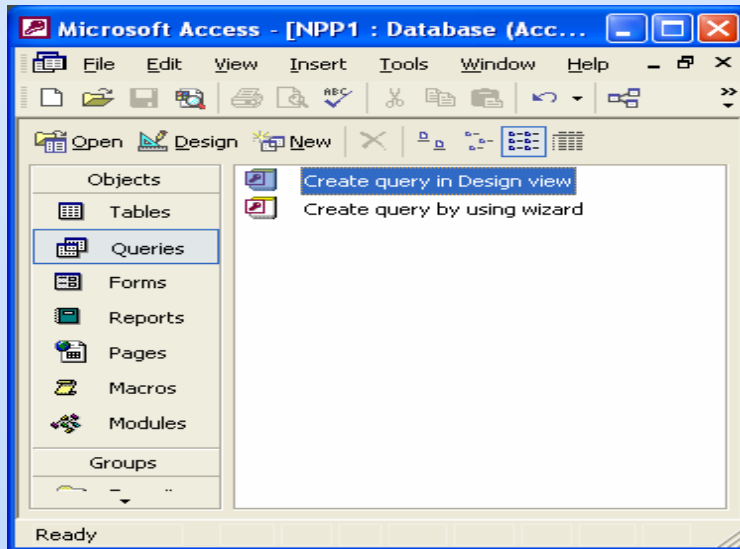 Microsoft Access - [NPP1 : Database (Acc...
File Edit View Insert Tools Window Help
ABC
Open Design New
Objects
Tables
Queries
Forms
Reports
Pages
Macros
Modules
Groups
Create query in Design view
Create query by using wizard
Ready